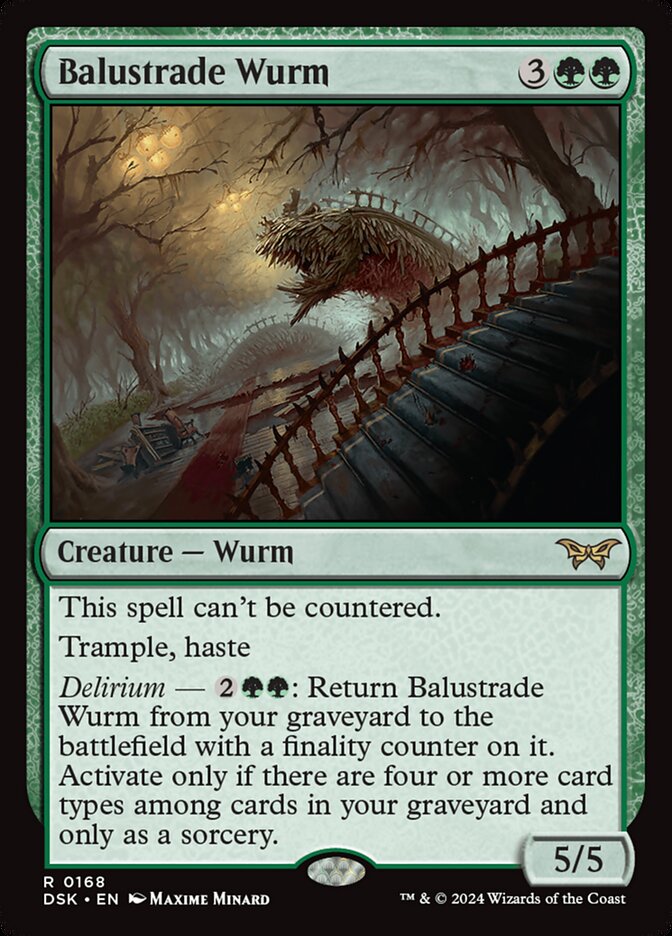 Balustrade Wurm 3
Creature — Wurm
This spell can't be countered.
Trample, haste
Delirium — 2: Return Balustrade
Wurm from your graveyard to the
battlefield with a finality counter on it.
Activate only if there are four or more card
types among cards in your graveyard and
only as a sorcery.
5/5
R 0168
DSK • EN MAXIME MINARD
™ & © 2024 Wizards of the Coast